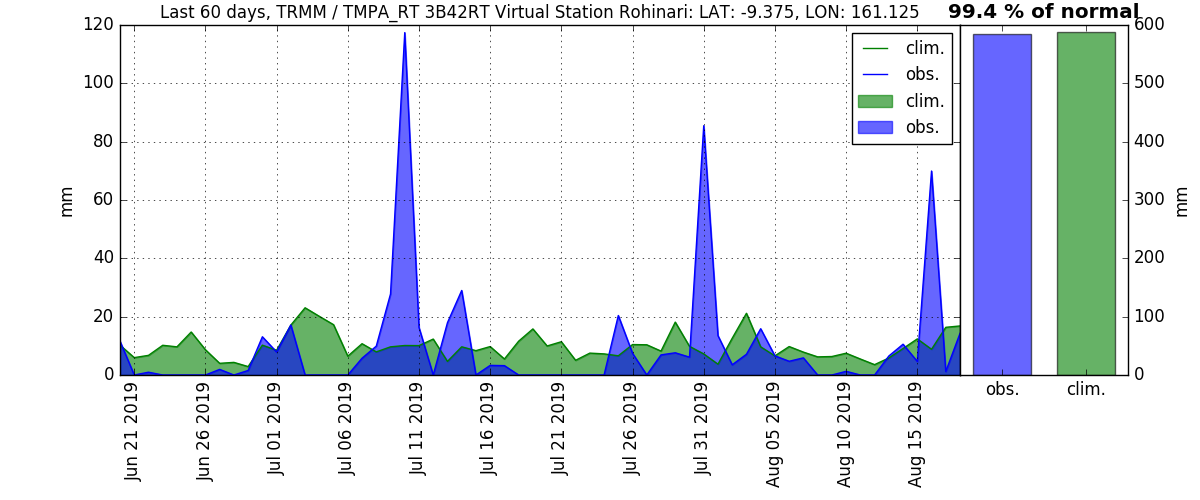 Last 60 days, TRMM / TMPA_RT 3B42RT Virtual Station Rohinari: LAT: -9.375, LON: 161.125
99.4 % of normal
120
100
80
60
40
20
0
mm
clim.
obs.
clim.
obs.
600
500
400
300
200
100
0
mm
Jun 21 2019
Jun 26 2019
Jul 01 2019
Jul 06 2019
Jul 11 2019
Jul 16 2019
Jul 21 2019
Jul 26 2019
Jul 31 2019
Aug 05 2019
Aug 10 2019
Aug 15 2019
obs.
clim.